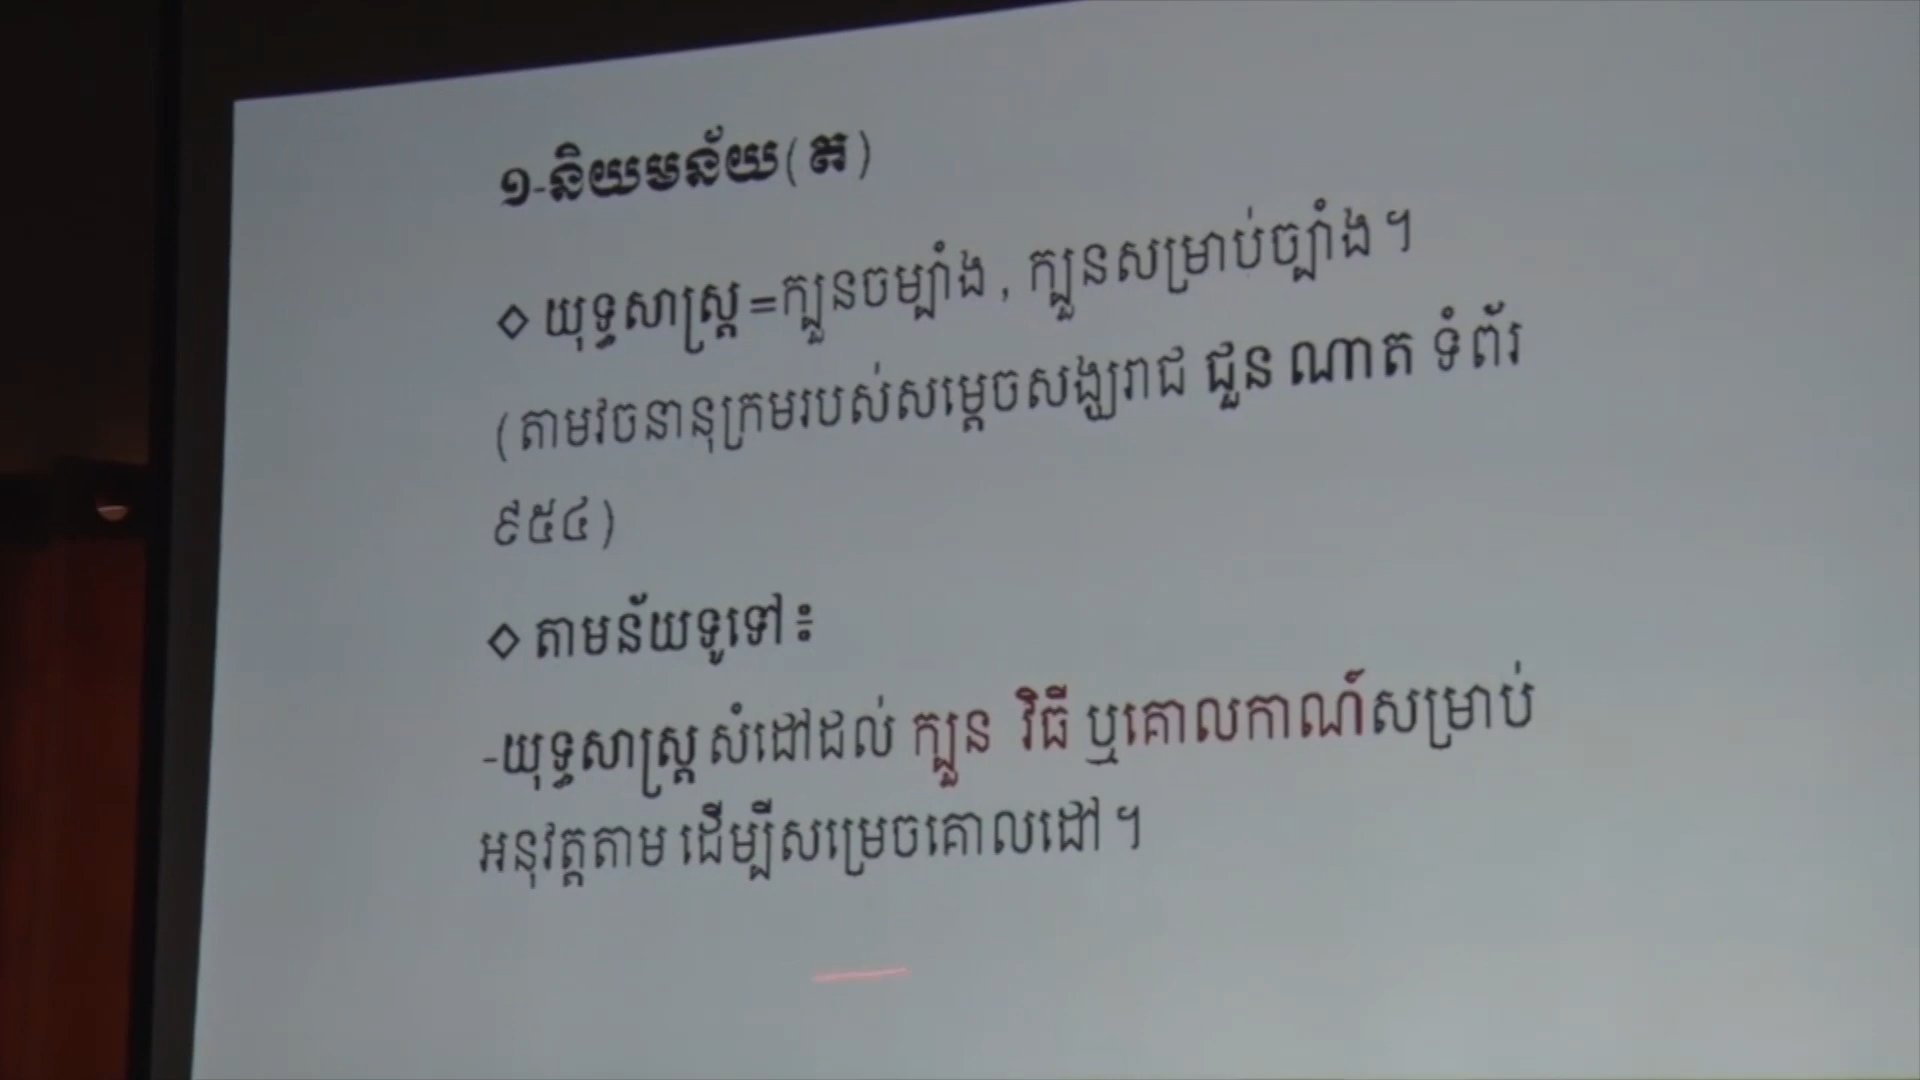 ១-និយមន័យ(ត)
◇ យុទ្ធសាស្ត្រ=ក្បួនចម្បាំង , ក្បួនសម្រាប់ច្បាំង ។
(តាមវចនានុក្រមរបស់សម្ដេចសង្ឃរាជ ជួន ណាត ទំព័រ
៩៥៤)
◇ តាមន័យទូទៅ ៖
-យុទ្ធសាស្ត្រ សំដៅដល់ ក្បួន វិធី ឬគោលការណ៍សម្រាប់
អនុវត្តតាម ដើម្បីសម្រេចគោលដៅ ។